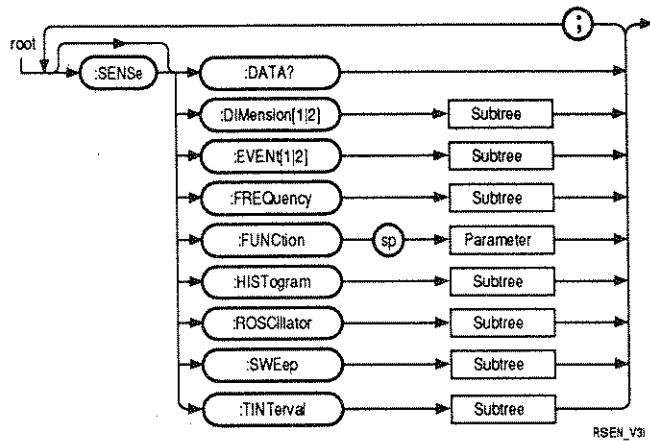 ;
root
:SENSe
:DATA?
:DIMension[1|2] Subtree
:EVENt[1|2] Subtree
:FREQuency Subtree
:FUNCtion sp Parameter
:HISTogram Subtree
:ROSCillator Subtree
:SWEep Subtree
:TINTerval Subtree
RSEN_V3I